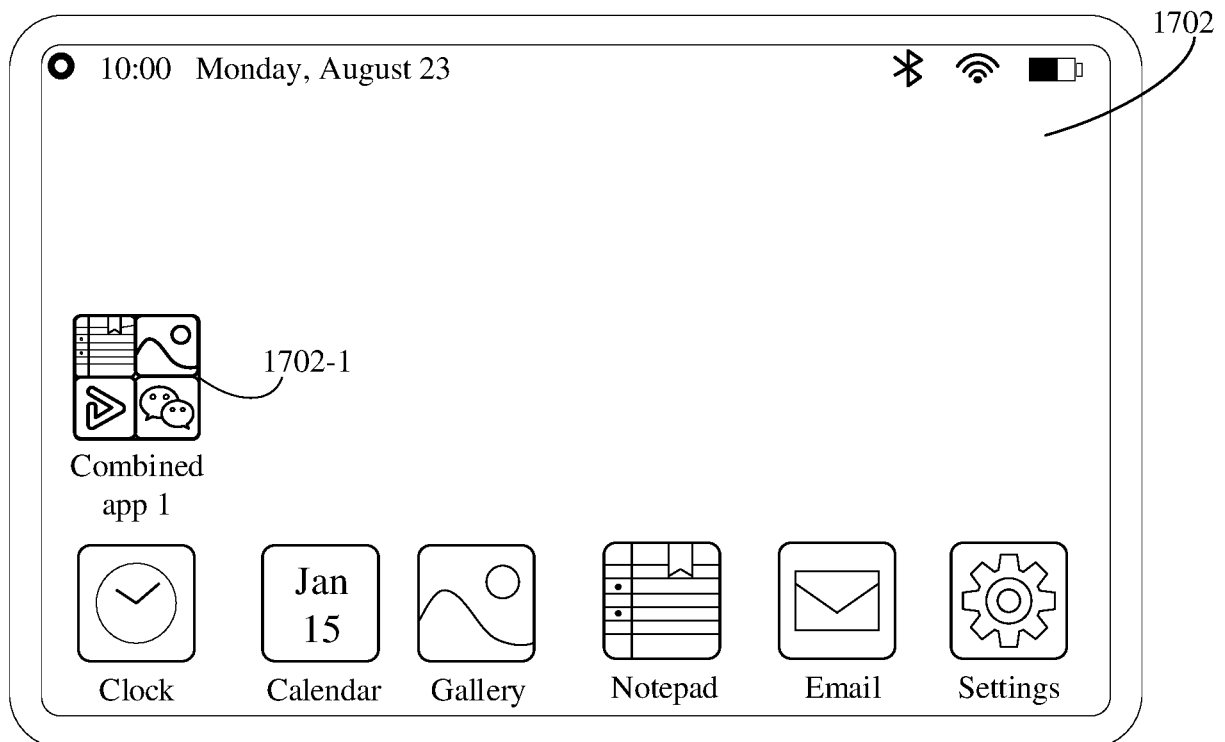 1702
10:00 Monday, August 23
1702-1
Combined
app 1
Jan
15
Clock Calendar Gallery Notepad Email Settings